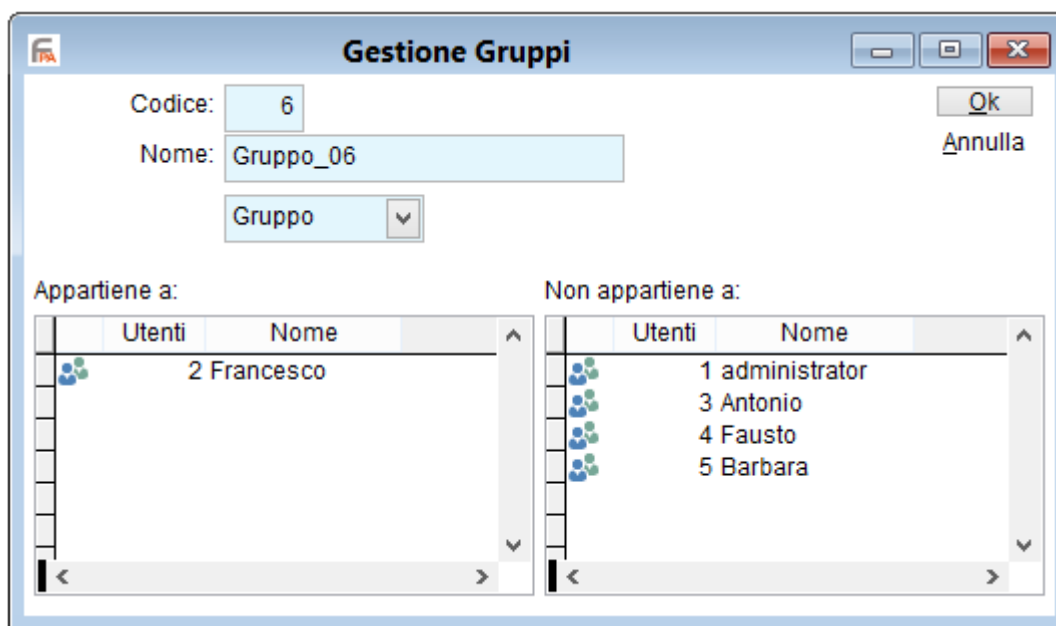 FPA Gestione Gruppi
Codice: 6 Ok
Nome: Gruppo_06 Annulla
Gruppo
Appartiene a: Non appartiene a:
Utenti Nome Utenti Nome
2 Francesco 1 administrator
3 Antonio
4 Fausto
5 Barbara